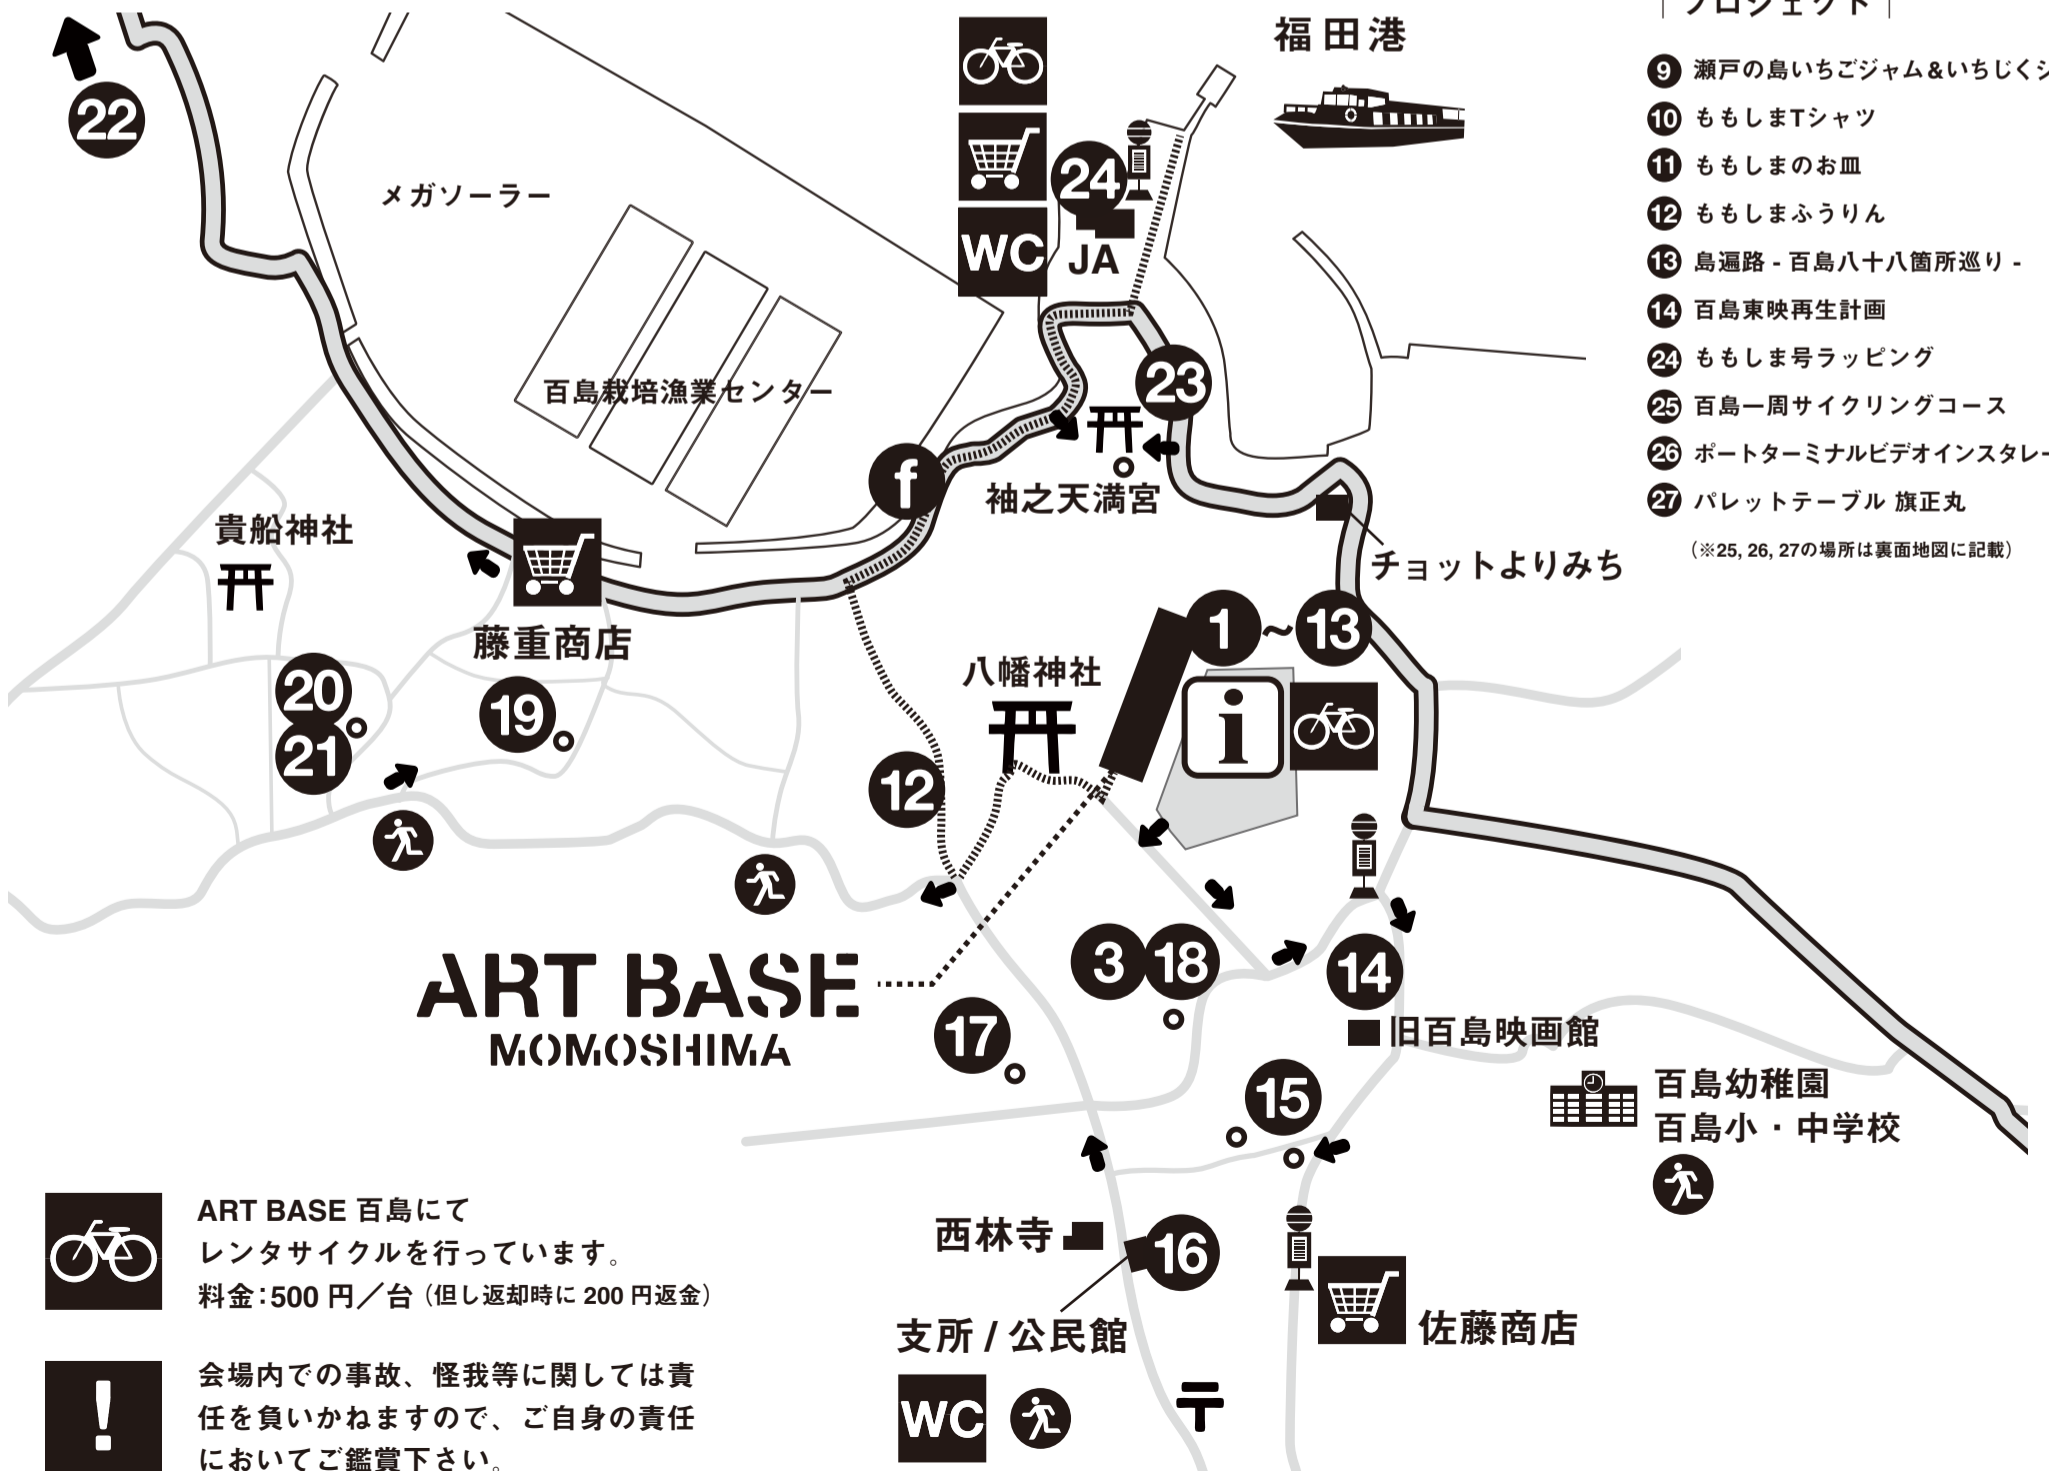 プロジェクト
9 瀬戸の島いちごジャム&いちじくジ
10 ももしまTシャツ
11 ももしまのお皿
12 ももしまふうりん
13 島遍路 - 百島八十八箇所巡り -
14 百島東映再生計画
24 ももしま号ラッピング
25 百島一周サイクリングコース
26 ポートターミナルビデオインスタレー
27 パレットテーブル 旗正丸
(※25, 26, 27の場所は裏面地図に記載)
福田港
22
メガソーラー
24
WC
JA
百島栽培漁業センター
23
f
袖之天満宮
貴船神社
チョットよりみち
藤重商店
1~13
八幡神社
i
20
21
19
12
ART BASE
MOMOSHIMA
3 18
14
17
旧百島映画館
15
百島幼稚園
百島小・中学校
西林寺
16
支所 / 公民館
佐藤商店
WC
〒
ART BASE 百島にて
レンタサイクルを行っています。
料金:500 円／台 (但し返却時に 200 円返金)
!
会場内での事故、怪我等に関しては責
任を負いかねますので、ご自身の責任
においてご鑑賞下さい。